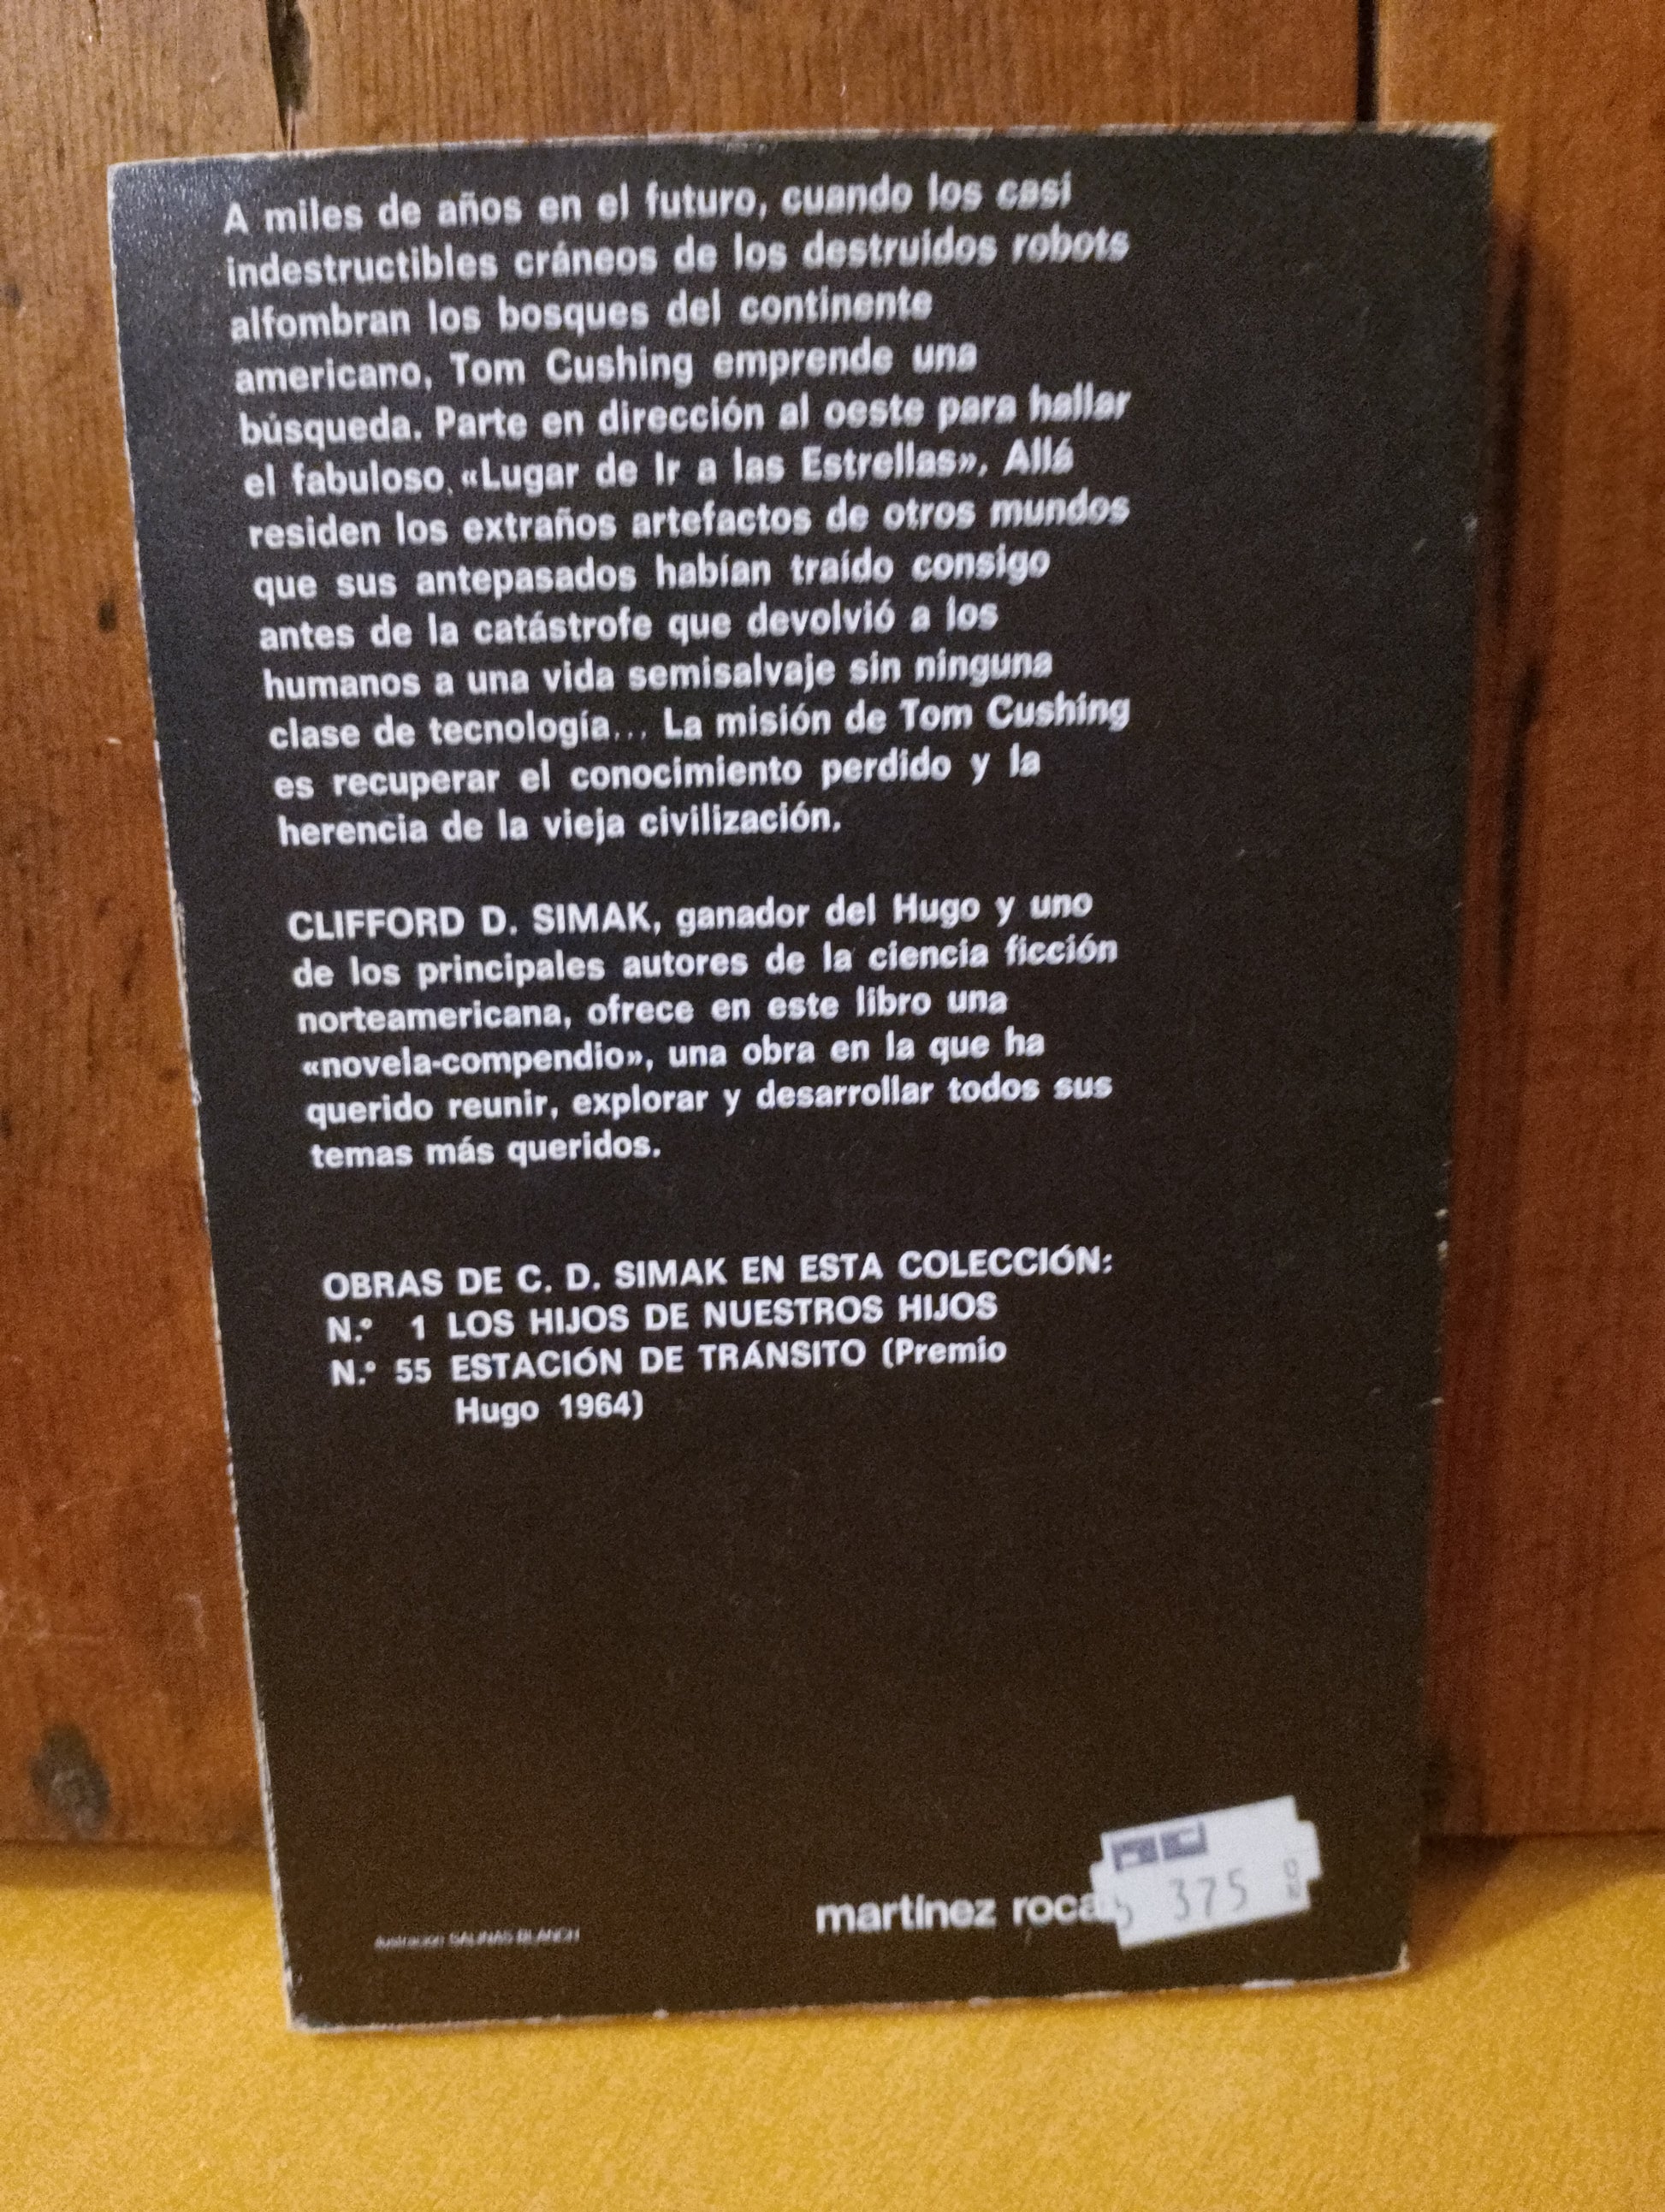 A miles de años en el futuro, cuando los casi
indestructibles cráneos de los destruidos robots
alfombran los bosques del continente
americano, Tom Cushing emprende una
búsqueda. Parte en dirección al oeste para hallar
el fabuloso «Lugar de Ir a las Estrellas». Allá
residen los extraños artefactos de otros mundos
que sus antepasados habían traído consigo
antes de la catástrofe que devolvió a los
humanos a una vida semisalvaje sin ninguna
clase de tecnología... La misión de Tom Cushing
es recuperar el conocimiento perdido y la
herencia de la vieja civilización.
CLIFFORD D. SIMAK, ganador del Hugo y uno
de los principales autores de la ciencia ficción
norteamericana, ofrece en este libro una
«novela-compendio», una obra en la que ha
querido reunir, explorar y desarrollar todos sus
temas más queridos.
OBRAS DE C. D. SIMAK EN ESTA COLECCIÓN:
N.º 1 LOS HIJOS DE NUESTROS HIJOS
N.º 55 ESTACIÓN DE TRÁNSITO (Premio
Hugo 1964)
martínez roca
375
Ilustración SALINAS BLANCH